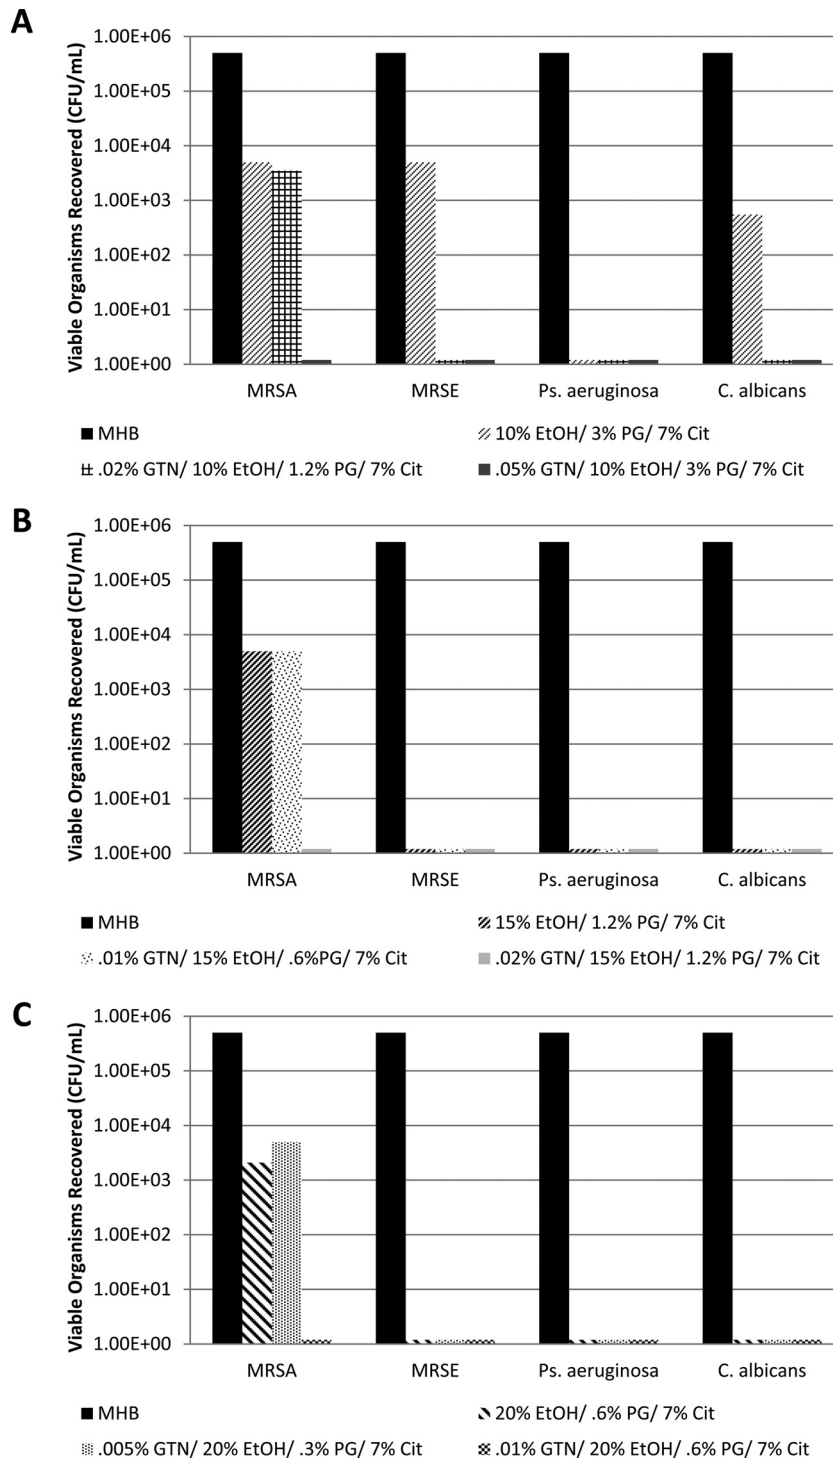 A
Viable Organisms Recovered (CFU/mL)
1.00E+06
1.00E+05
1.00E+04
1.00E+03
1.00E+02
1.00E+01
1.00E+00
MRSA MRSE Ps. aeruginosa C. albicans
MHB 10% EtOH/ 3% PG/ 7% Cit
.02% GTN/ 10% EtOH/ 1.2% PG/ 7% Cit .05% GTN/ 10% EtOH/ 3% PG/ 7% Cit
B
Viable Organisms Recovered (CFU/mL)
1.00E+06
1.00E+05
1.00E+04
1.00E+03
1.00E+02
1.00E+01
1.00E+00
MRSA MRSE Ps. aeruginosa C. albicans
MHB 15% EtOH/ 1.2% PG/ 7% Cit
.01% GTN/ 15% EtOH/ .6%PG/ 7% Cit .02% GTN/ 15% EtOH/ 1.2% PG/ 7% Cit
C
Viable Organisms Recovered (CFU/mL)
1.00E+06
1.00E+05
1.00E+04
1.00E+03
1.00E+02
1.00E+01
1.00E+00
MRSA MRSE Ps. aeruginosa C. albicans
MHB 20% EtOH/ .6% PG/ 7% Cit
.005% GTN/ 20% EtOH/ .3% PG/ 7% Cit .01% GTN/ 20% EtOH/ .6% PG/ 7% Cit